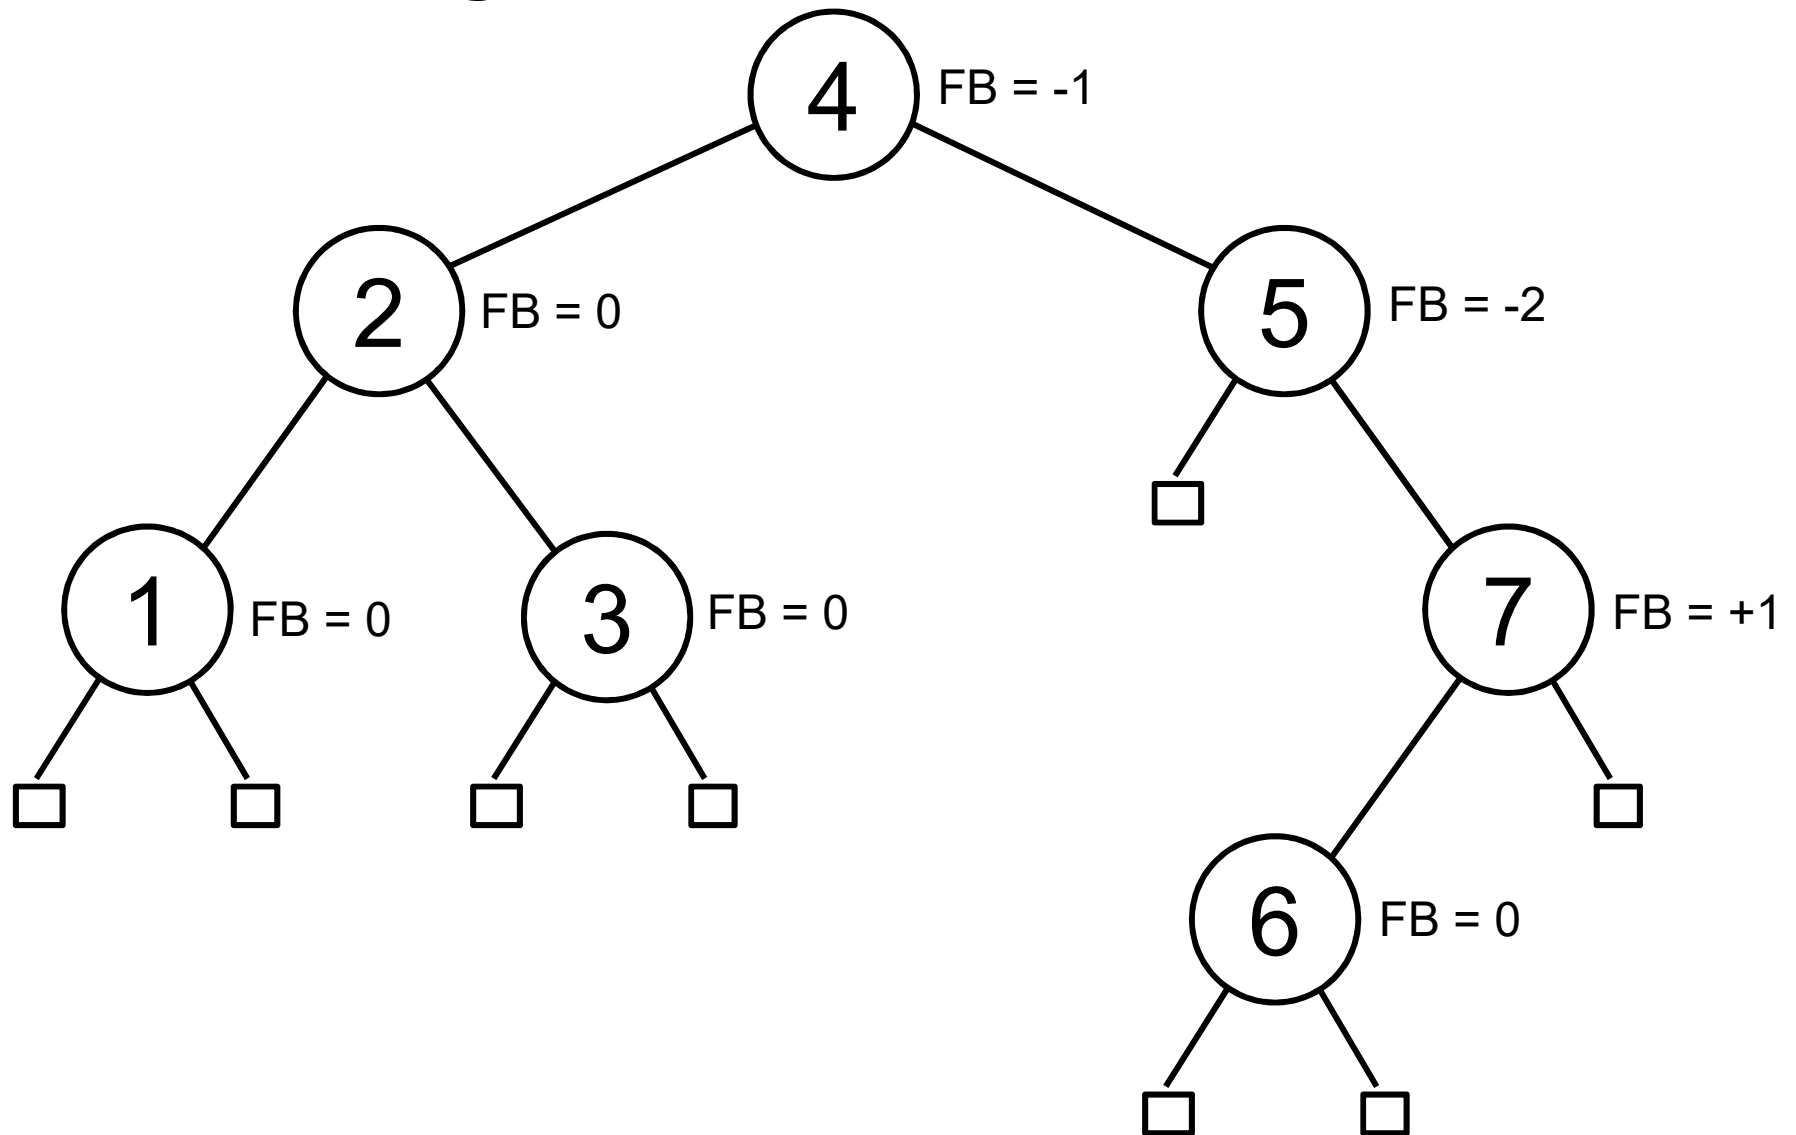 4 FB = -1
2 FB = 0
5 FB = -2
1 FB = 0
3 FB = 0
7 FB = +1
6 FB = 0